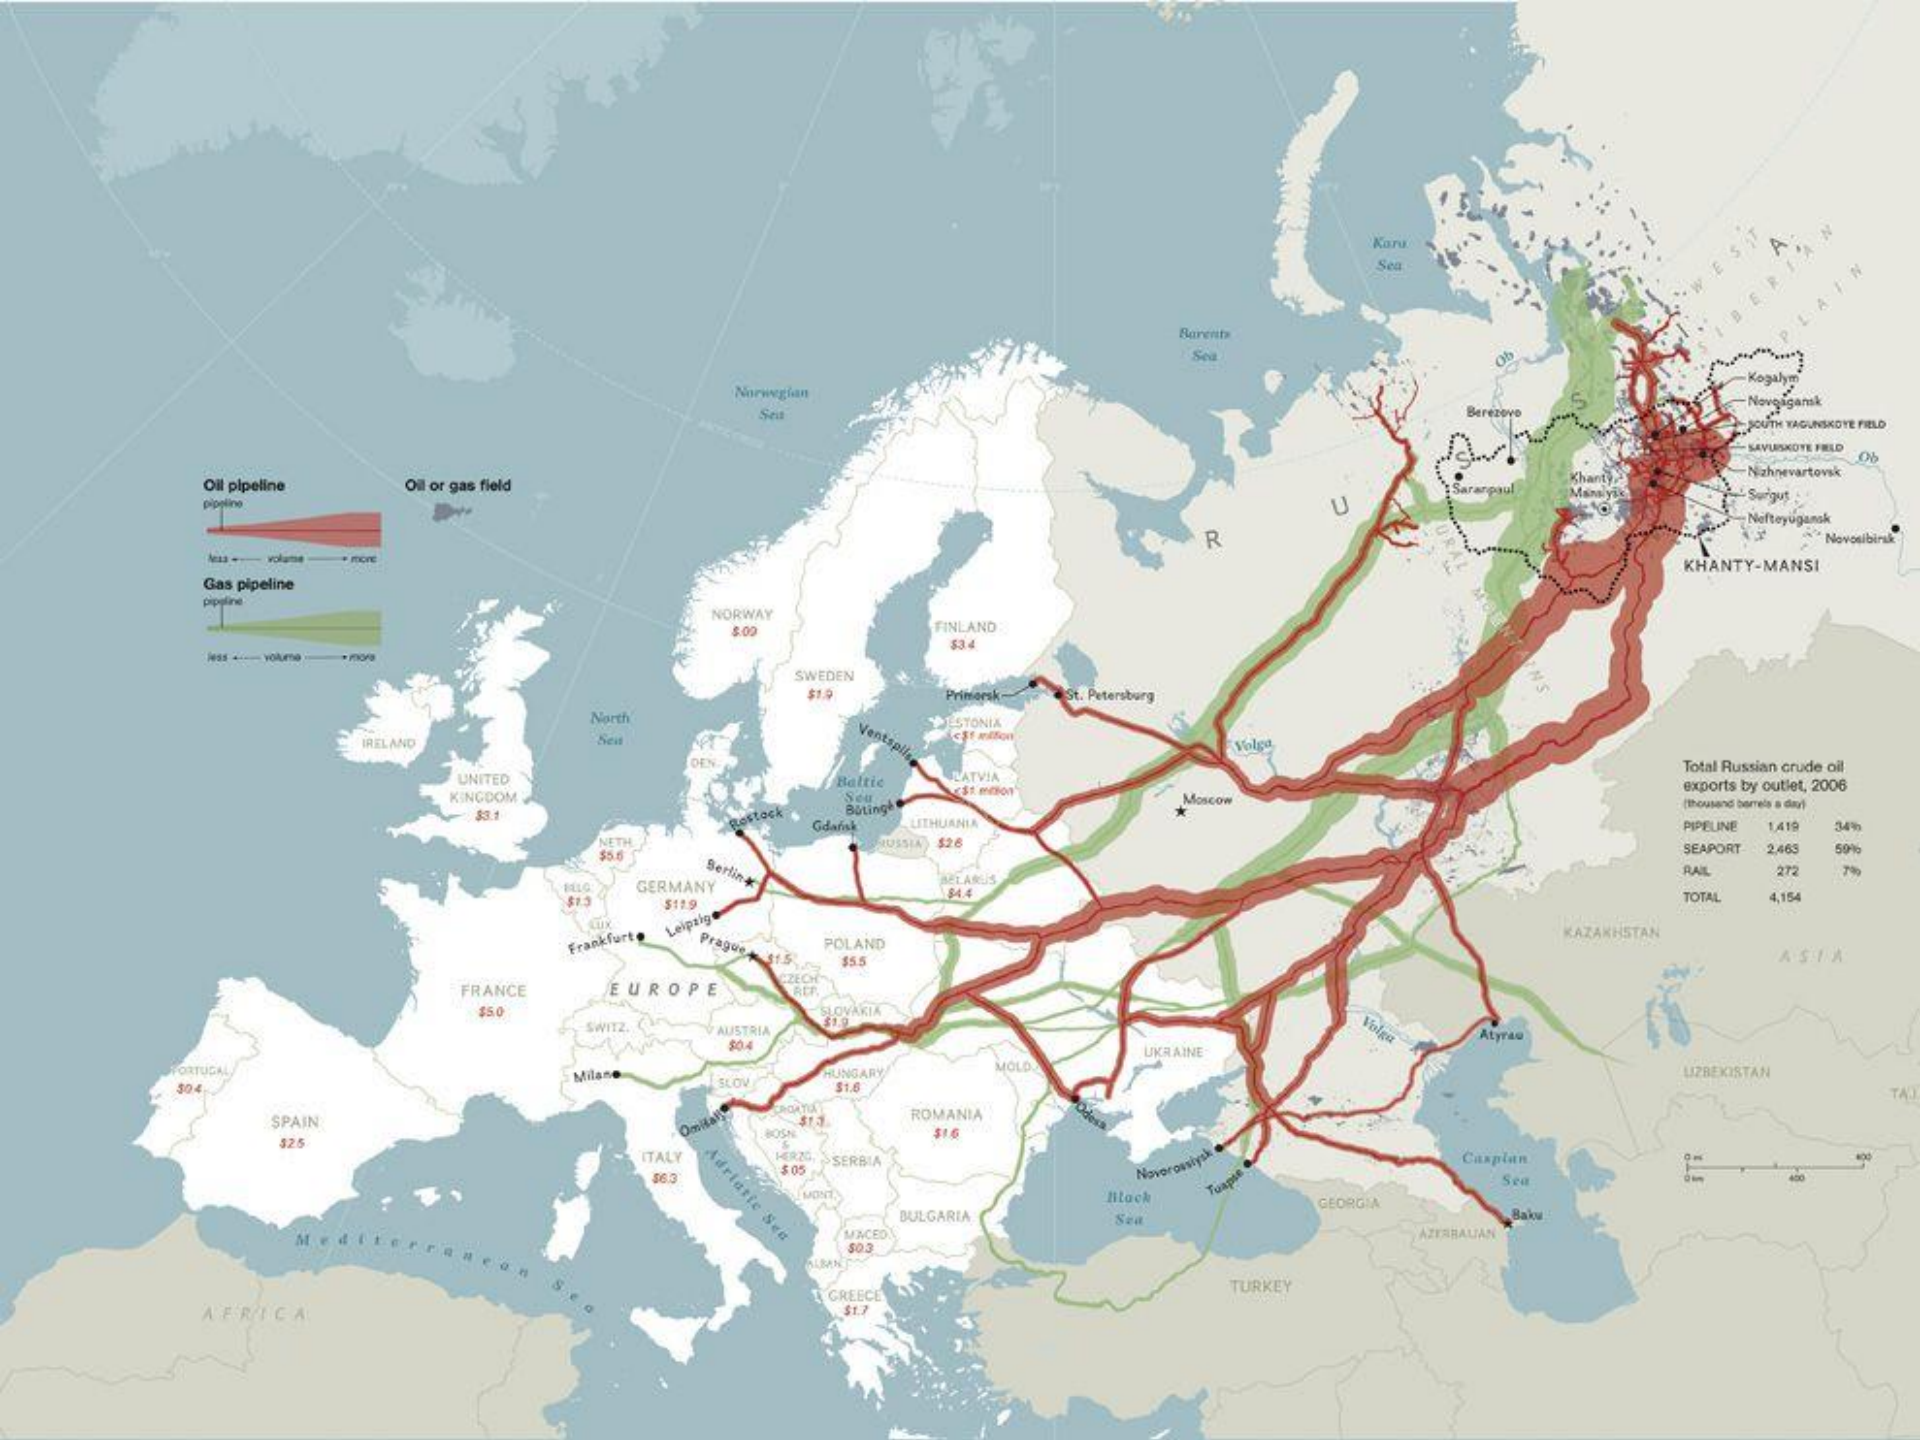 Kara
Sea
Barents
Sea
Norwegian
Sea
WEST
SIBERIAN
PLAIN
R U S S I A
Ob
Berezovo
Saranpaul
Khanty-
Mansiysk
Kogalym
Novoagansk
SOUTH YAGUNSKOYE FIELD
SAVUISKOYE FIELD
Ob
Nizhnevartovsk
Surgut
Nefteyugansk
Novosibirsk
KHANTY-MANSI
URAL MOUNTAINS
Oil pipeline
pipeline
less volume more
Oil or gas field
Gas pipeline
pipeline
less volume more
NORWAY
$.09
FINLAND
$3.4
SWEDEN
$1.9
Primorsk
St. Petersburg
North
Sea
IRELAND
UNITED
KINGDOM
$3.1
DEN.
Ventspils
ESTONIA
<$1 million
LATVIA
<$1 million
Baltic
Sea
Būtingė
Gdańsk
LITHUANIA
$2.6
RUSSIA
Volga
Moscow
Rostock
Berlin
NETH.
$5.6
BELG.
$1.3
GERMANY
$11.9
LUX.
Leipzig
Frankfurt
Prague
$1.5
CZECH
REP.
BELARUS
$4.4
POLAND
$5.5
EUROPE
FRANCE
$5.0
SWITZ.
AUSTRIA
$0.4
SLOVAKIA
$1.9
Milan
SLOV.
HUNGARY
$1.6
MOLD.
UKRAINE
Volga
Atyrau
Omišalj
CROATIA
$1.3
BOSN.
&
HERZG.
$.05
SERBIA
ROMANIA
$1.6
Odesa
PORTUGAL
$0.4
SPAIN
$2.5
ITALY
$6.3
Adriatic Sea
MONT.
BULGARIA
MACED.
$0.3
ALBAN.
GREECE
$1.7
Novorossiysk
Tuapse
Black
Sea
Caspian
Sea
GEORGIA
AZERBAIJAN
Baku
TURKEY
Mediterranean Sea
AFRICA
KAZAKHSTAN
ASIA
UZBEKISTAN
Total Russian crude oil
exports by outlet, 2006
(thousand barrels a day)
PIPELINE 1,419 34%
SEAPORT 2,463 59%
RAIL 272 7%
TOTAL 4,154
0 mi 400
0 km 400